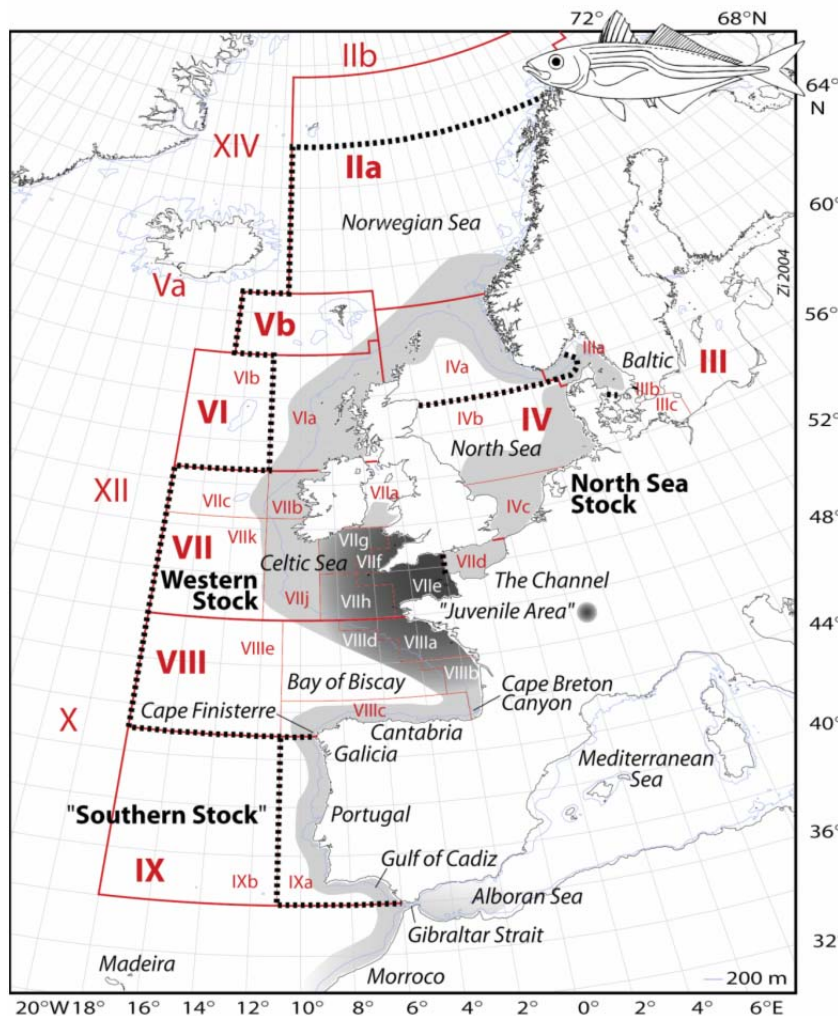 72°
68°N
IIb
64°
N
XIV
IIa
60°
Norwegian Sea
Zi 2004
Va
56°
Vb
IIIa
Baltic
III
VIb
IVa
IIIb
IIIc
VI
VIa
IVb
IV
52°
North Sea
XII
North Sea
Stock
VIIc
VIIb
VIIa
IVc
48°
VIIk
VIIg
VII
Celtic Sea
VIIf
VIId
Western
Stock
VIIj
VIIh
VIIe
The Channel
"Juvenile Area"
44°
VIIIe
VIIId
VIIIa
VIII
VIIIb
Bay of Biscay
Cape Breton
Canyon
X
Cape Finisterre
VIIIc
Cantabria
40°
Galicia
Mediterranean
Sea
"Southern Stock"
Portugal
36°
Gulf of Cadiz
IX
IXb
IXa
Alboran Sea
Gibraltar Strait
32°
Madeira
Morroco
200 m
20°W
18°
16°
14°
12°
10°
8°
6°
4°
2°
0°
2°
4°